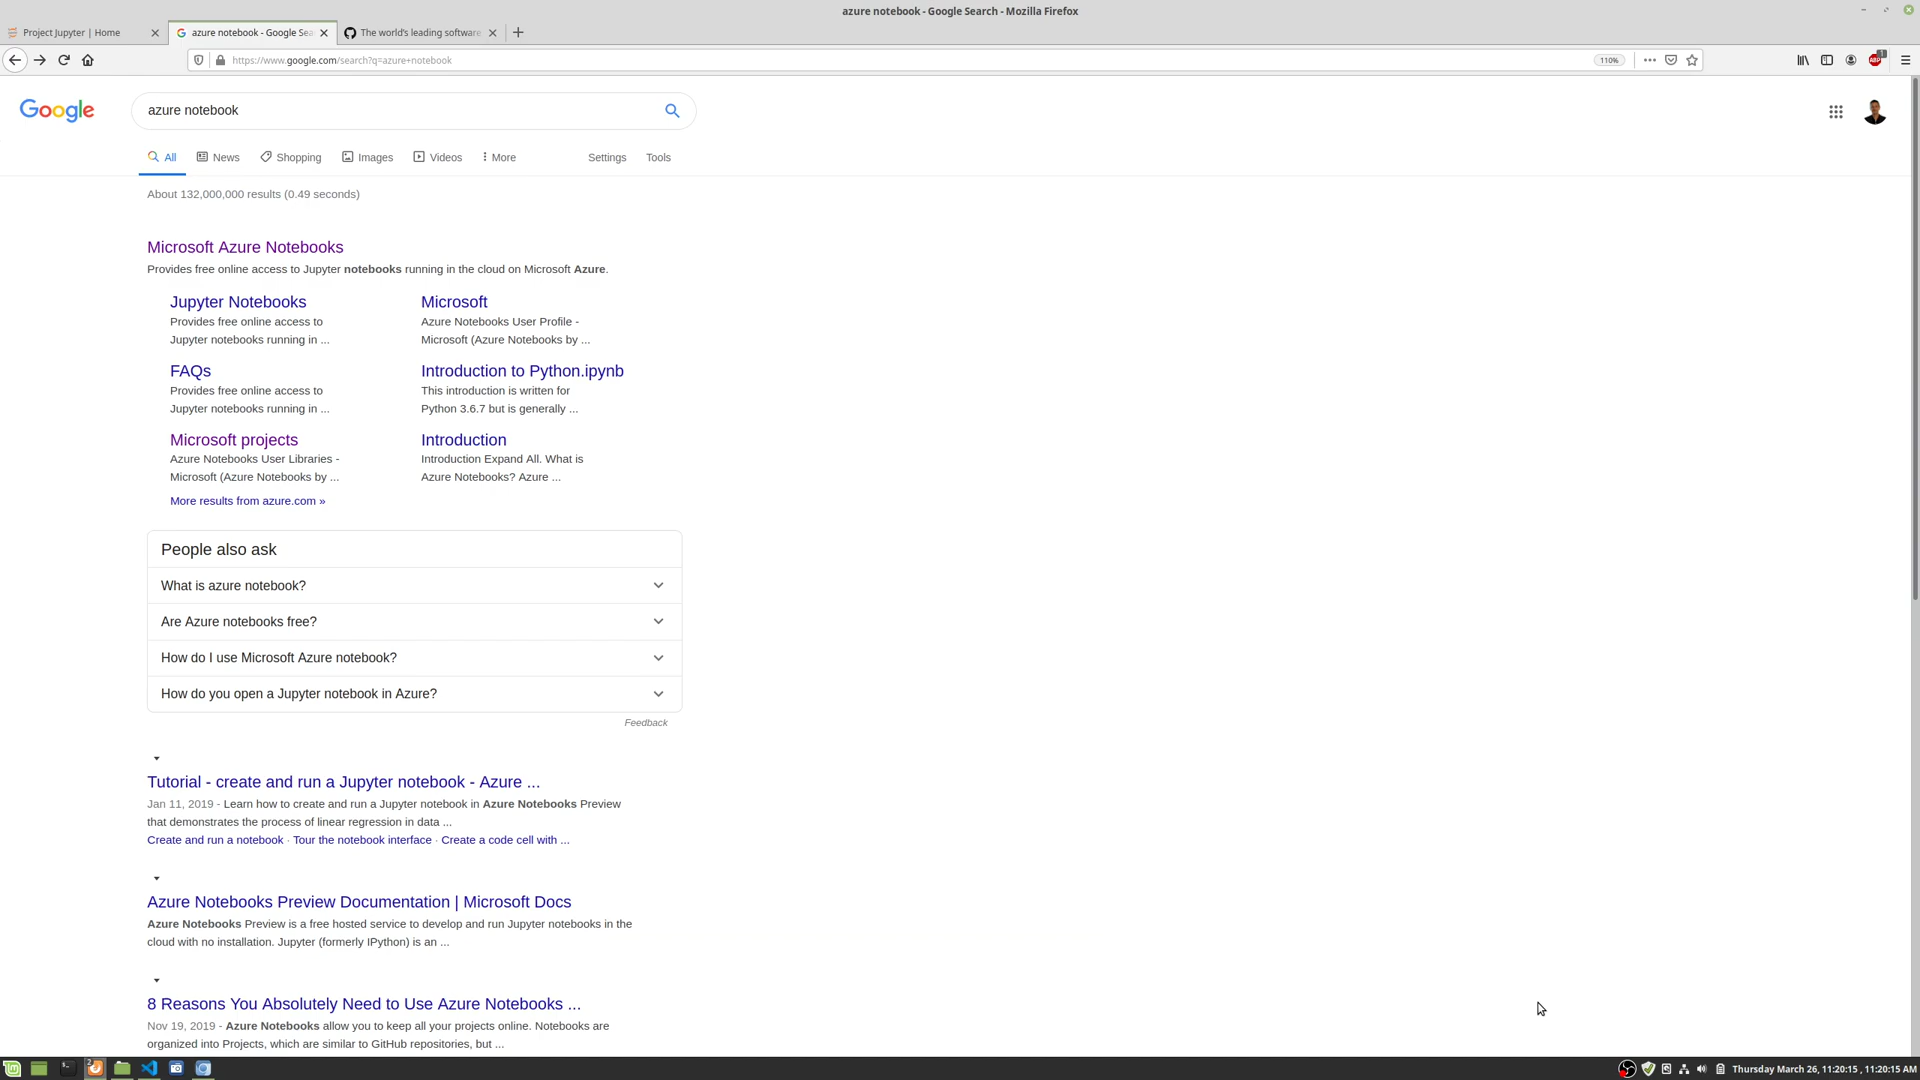 azure notebook - Google Search - Mozilla Firefox
Project Jupyter | Home
azure notebook - Google Sea
The world's leading software
https://www.google.com/search?q=azure+notebook
110%
ABP
1
Google
azure notebook
All
News
Shopping
Images
Videos
More
Settings
Tools
About 132,000,000 results (0.49 seconds)
Microsoft Azure Notebooks
Provides free online access to Jupyter notebooks running in the cloud on Microsoft Azure.
Jupyter Notebooks
Provides free online access to
Jupyter notebooks running in ...
Microsoft
Azure Notebooks User Profile -
Microsoft (Azure Notebooks by ...
FAQs
Provides free online access to
Jupyter notebooks running in ...
Introduction to Python.ipynb
This introduction is written for
Python 3.6.7 but is generally ...
Microsoft projects
Azure Notebooks User Libraries -
Microsoft (Azure Notebooks by ...
Introduction
Introduction Expand All. What is
Azure Notebooks? Azure ...
More results from azure.com »
People also ask
What is azure notebook?
Are Azure notebooks free?
How do I use Microsoft Azure notebook?
How do you open a Jupyter notebook in Azure?
Feedback
Tutorial - create and run a Jupyter notebook - Azure ...
Jan 11, 2019 - Learn how to create and run a Jupyter notebook in Azure Notebooks Preview
that demonstrates the process of linear regression in data ...
Create and run a notebook · Tour the notebook interface · Create a code cell with ...
Azure Notebooks Preview Documentation | Microsoft Docs
Azure Notebooks Preview is a free hosted service to develop and run Jupyter notebooks in the
cloud with no installation. Jupyter (formerly IPython) is an ...
8 Reasons You Absolutely Need to Use Azure Notebooks ...
Nov 19, 2019 - Azure Notebooks allow you to keep all your projects online. Notebooks are
organized into Projects, which are similar to GitHub repositories, but ...
2
Thursday March 26, 11:20:15 , 11:20:15 AM